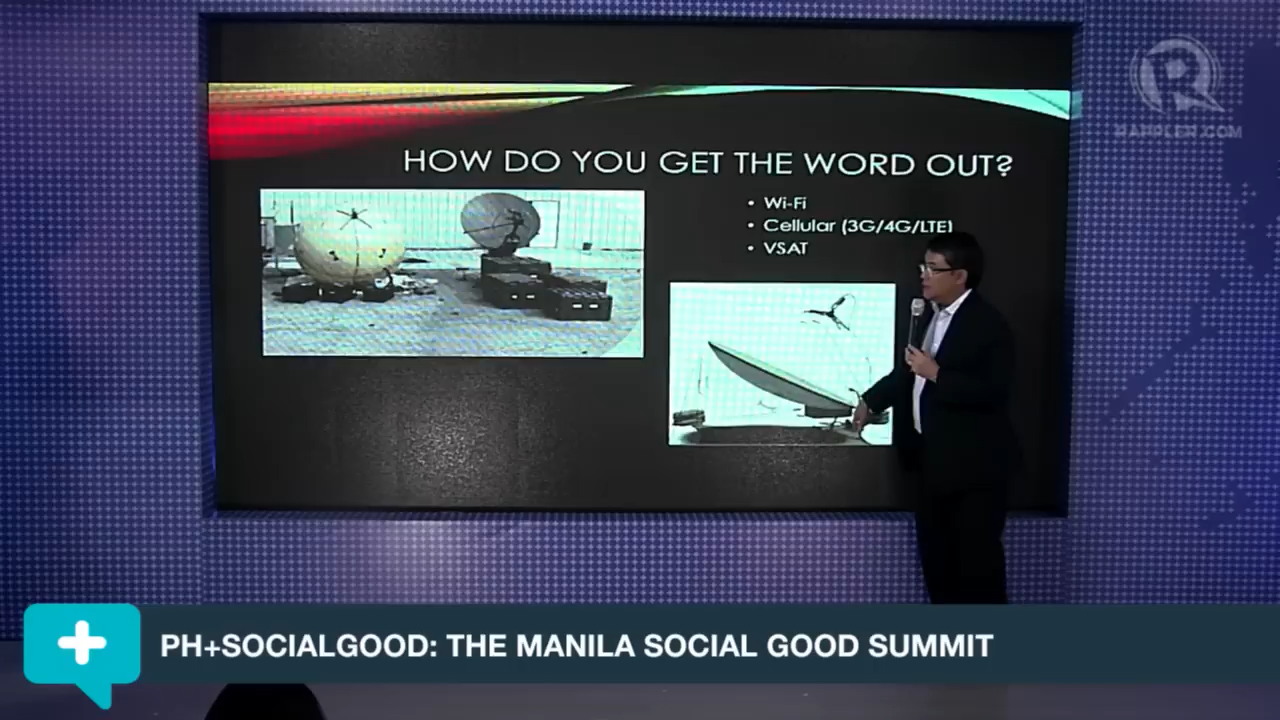 RAPPLER.COM
HOW DO YOU GET THE WORD OUT?
• Wi-Fi
• Cellular (3G/4G/LTE)
• VSAT
PH+SOCIALGOOD: THE MANILA SOCIAL GOOD SUMMIT